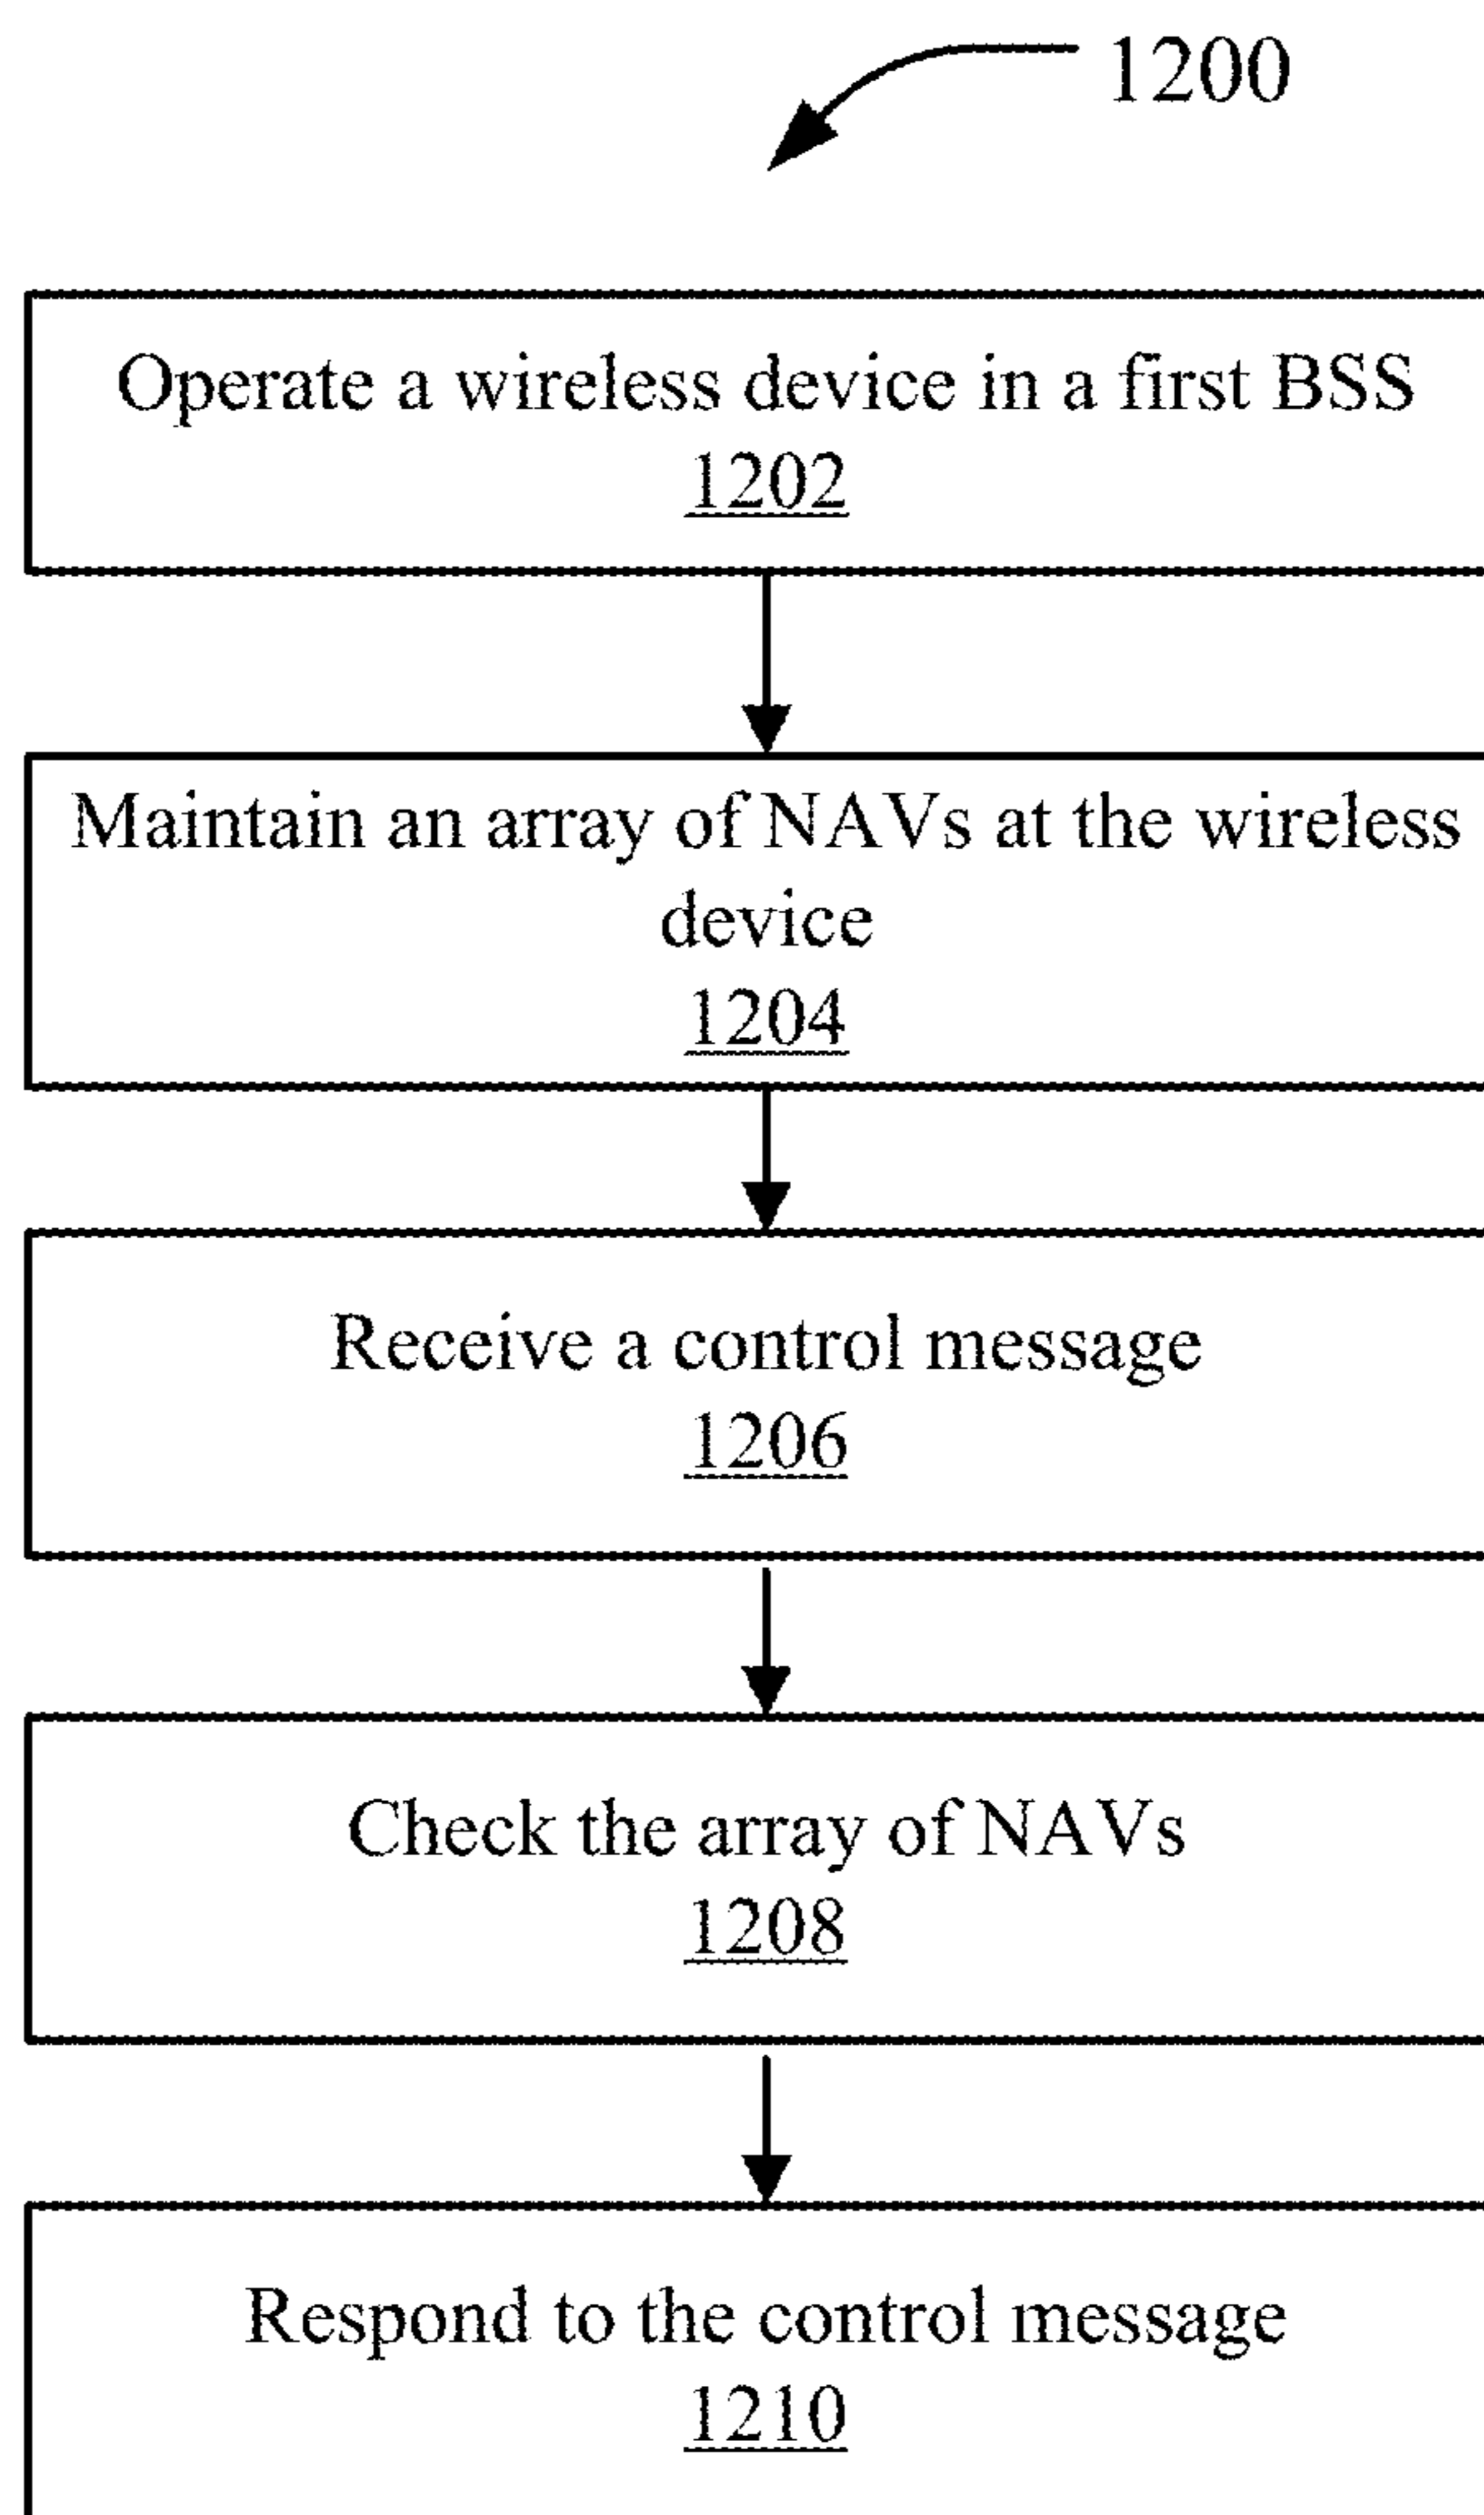 1200
Operate a wireless device in a first BSS
1202
Maintain an array of NAVs at the wireless
device
1204
Receive a control message
1206
Check the array of NAVs
1208
Respond to the control message
1210